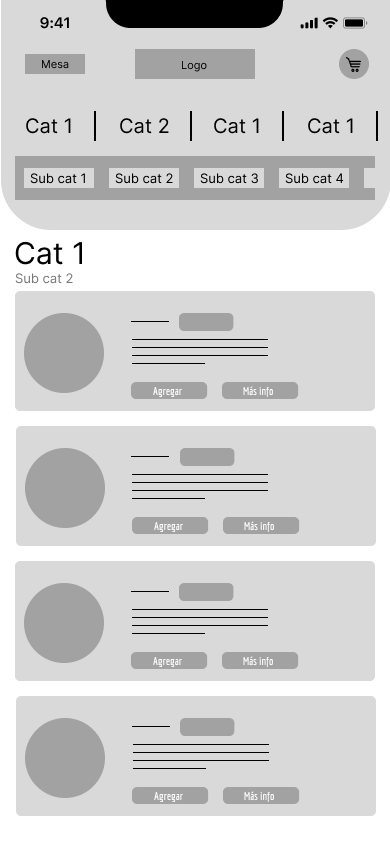 9:41
Mesa Logo
Cat 1 Cat 2 Cat 1 Cat 1
Sub cat 1 Sub cat 2 Sub cat 3 Sub cat 4
Cat 1
Sub cat 2
Agregar Más info
Agregar Más info
Agregar Más info
Agregar Más info